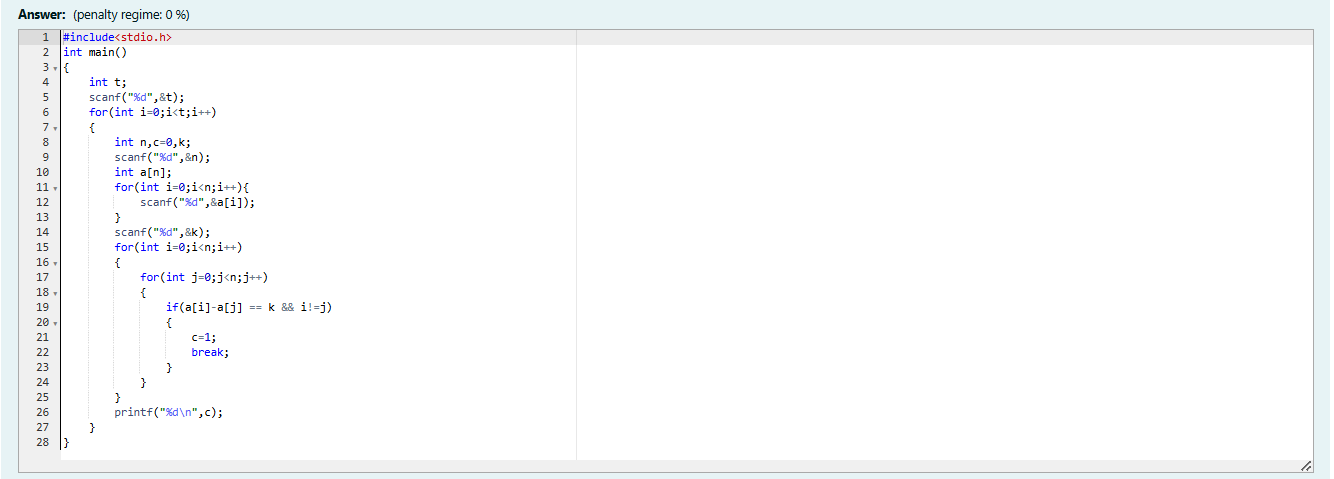 Answer: (penalty regime: 0 %)
1 #include<stdio.h>
2 int main()
3 {
4     int t;
5     scanf("%d",&t);
6     for(int i=0;i<t;i++)
7     {
8         int n,c=0,k;
9         scanf("%d",&n);
10         int a[n];
11         for(int i=0;i<n;i++){
12             scanf("%d",&a[i]);
13         }
14         scanf("%d",&k);
15         for(int i=0;i<n;i++)
16         {
17             for(int j=0;j<n;j++)
18             {
19                 if(a[i]-a[j] == k && i!=j)
20                 {
21                     c=1;
22                     break;
23                 }
24             }
25         }
26         printf("%d\n",c);
27     }
28 }